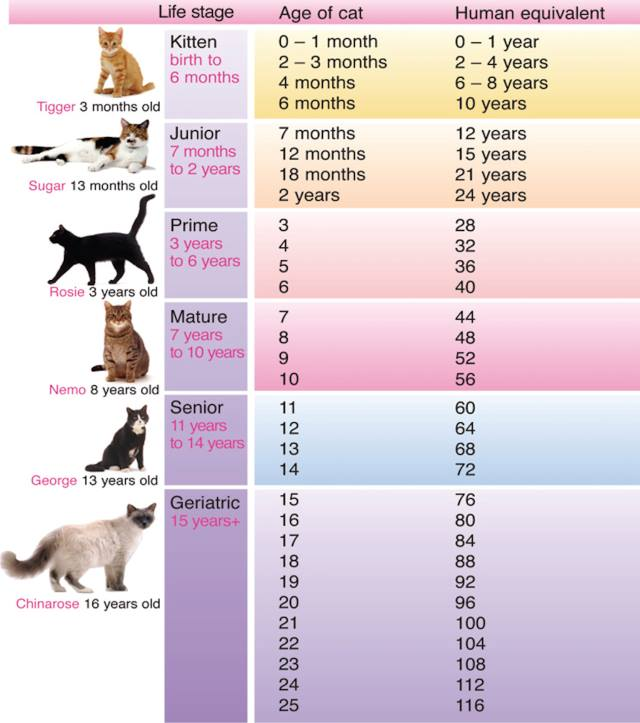 Life stage Age of cat Human equivalent
Kitten 0 – 1 month 0 – 1 year
birth to 2 – 3 months 2 – 4 years
6 months 4 months 6 – 8 years
Tigger 3 months old 6 months 10 years
Junior 7 months 12 years
7 months 12 months 15 years
to 2 years 18 months 21 years
Sugar 13 months old 2 years 24 years
Prime 3 28
3 years 4 32
to 6 years 5 36
Rosie 3 years old 6 40
Mature 7 44
7 years 8 48
to 10 years 9 52
Nemo 8 years old 10 56
Senior 11 60
11 years 12 64
to 14 years 13 68
George 13 years old 14 72
Geriatric 15 76
15 years+ 16 80
17 84
18 88
19 92
Chinarose 16 years old 20 96
21 100
22 104
23 108
24 112
25 116